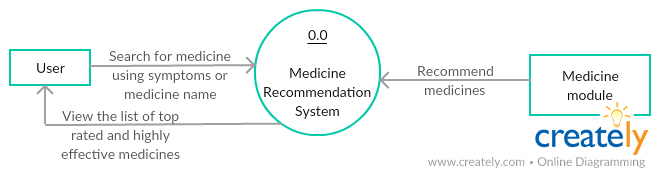 0.0
User
Search for medicine
using symptoms or
medicine name
Medicine
Recommendation
System
Recommend
medicines
Medicine
module
View the list of top
rated and highly
effective medicines
creately
www.creately.com • Online Diagramming